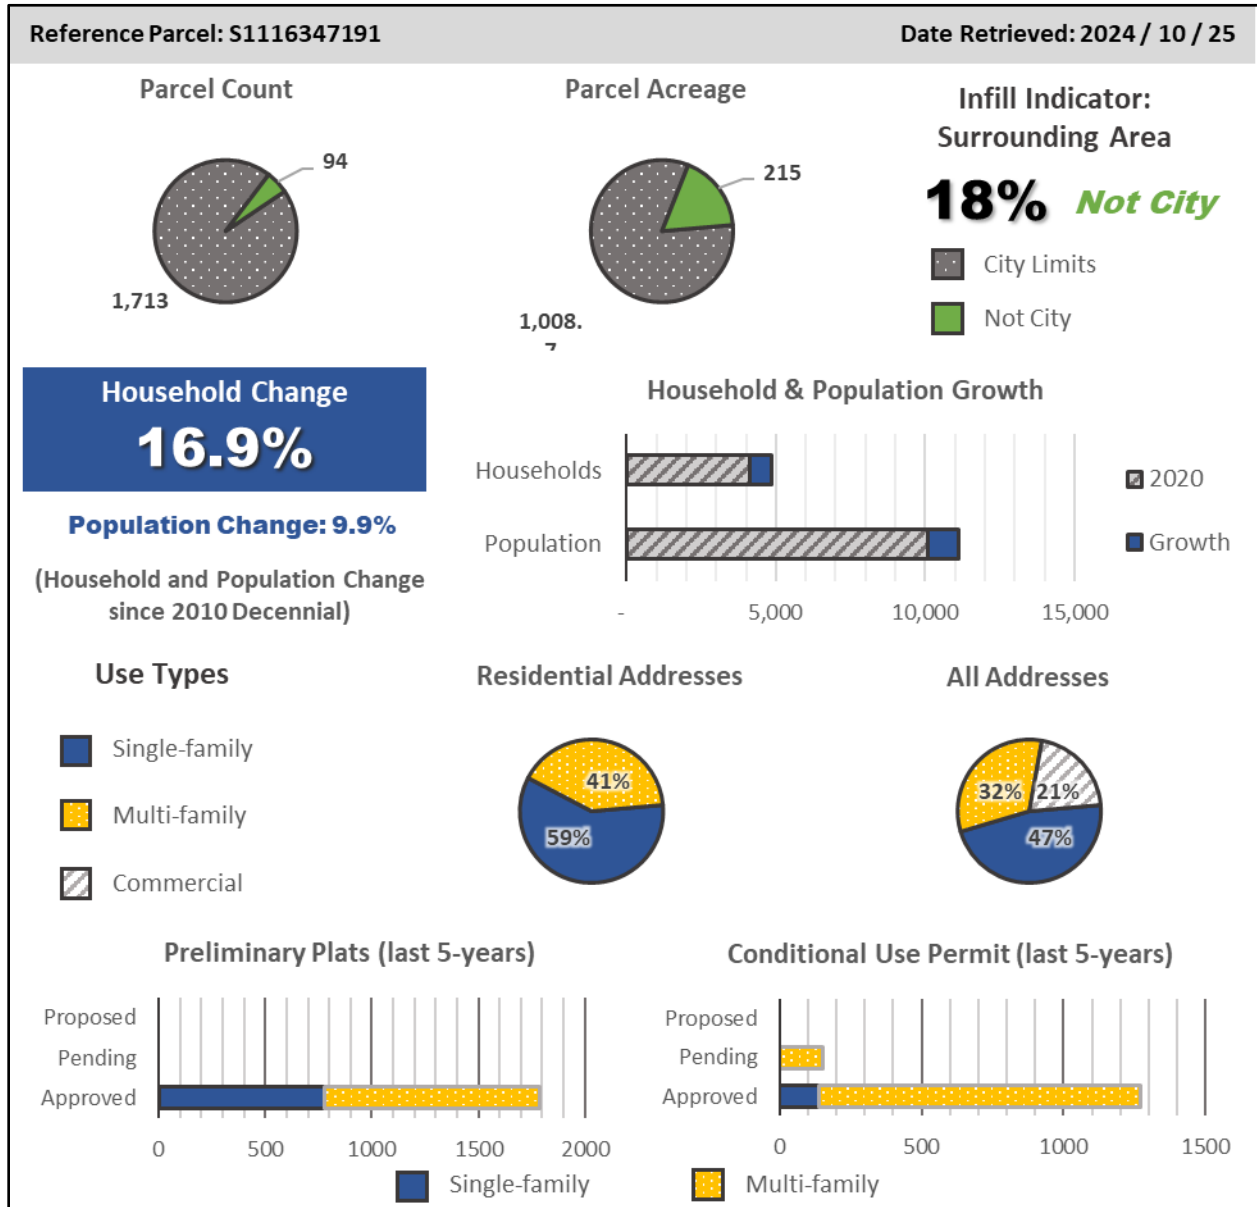 Reference Parcel: S1116347191
Date Retrieved: 2024 / 10 / 25
Parcel Count
94
1,713
Parcel Acreage
215
1,008.
7
Infill Indicator:
Surrounding Area
18% Not City
City Limits
Not City
Household Change
16.9%
Population Change: 9.9%
(Household and Population Change
since 2010 Decennial)
Household & Population Growth
Households
Population
-
5,000
10,000
15,000
2020
Growth
Use Types
Single-family
Multi-family
Commercial
Residential Addresses
41%
59%
All Addresses
32%
21%
47%
Preliminary Plats (last 5-years)
Proposed
Pending
Approved
0
500
1000
1500
2000
Conditional Use Permit (last 5-years)
Proposed
Pending
Approved
0
500
1000
1500
Single-family
Multi-family